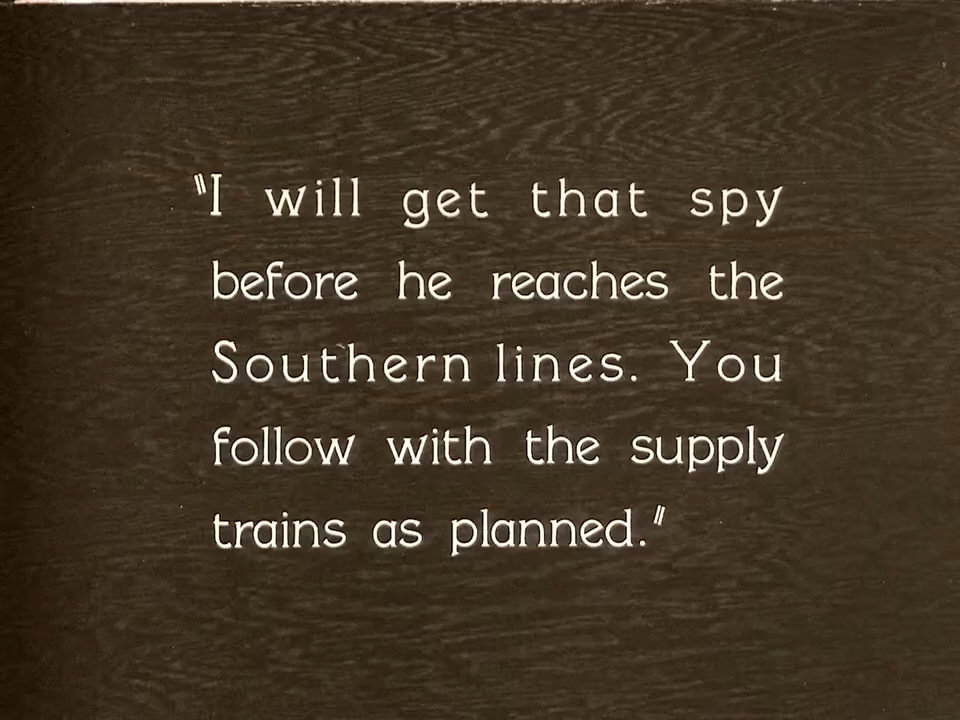 "I will get that spy
before he reaches the
Southern lines. You
follow with the supply
trains as planned."